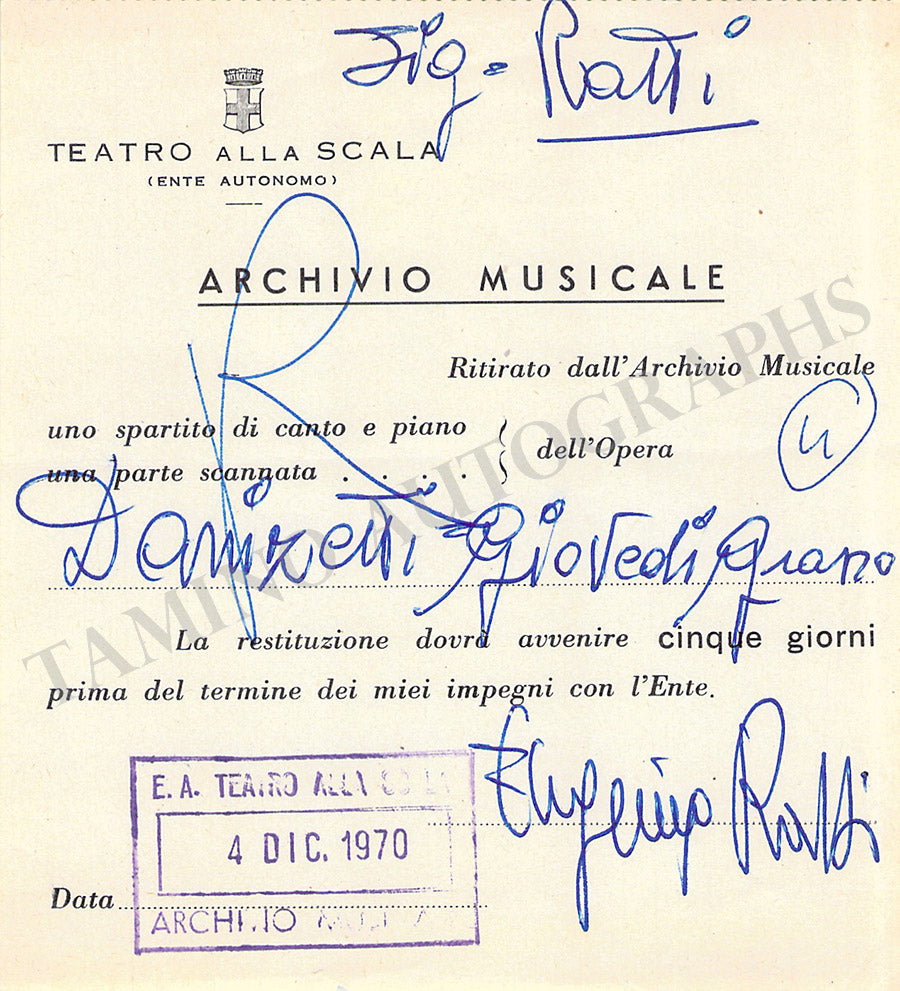 Sig. Ratti
TEATRO ALLA SCALA
(ENTE AUTONOMO)
R
ARCHIVIO MUSICALE
Ritirato dall'Archivio Musicale
uno spartito di canto e piano
una parte scannata . . . . .
dell'Opera
Donizetti = Giovedì Grasso
La restituzione dovrà avvenire cinque giorni
prima del termine dei miei impegni con l'Ente.
Eugenio Ratti
E. A. TEATRO ALLA SCALA
4 DIC. 1970
Data
ARCHIVIO MUSICALE
TAMINO AUTOGRAPHS